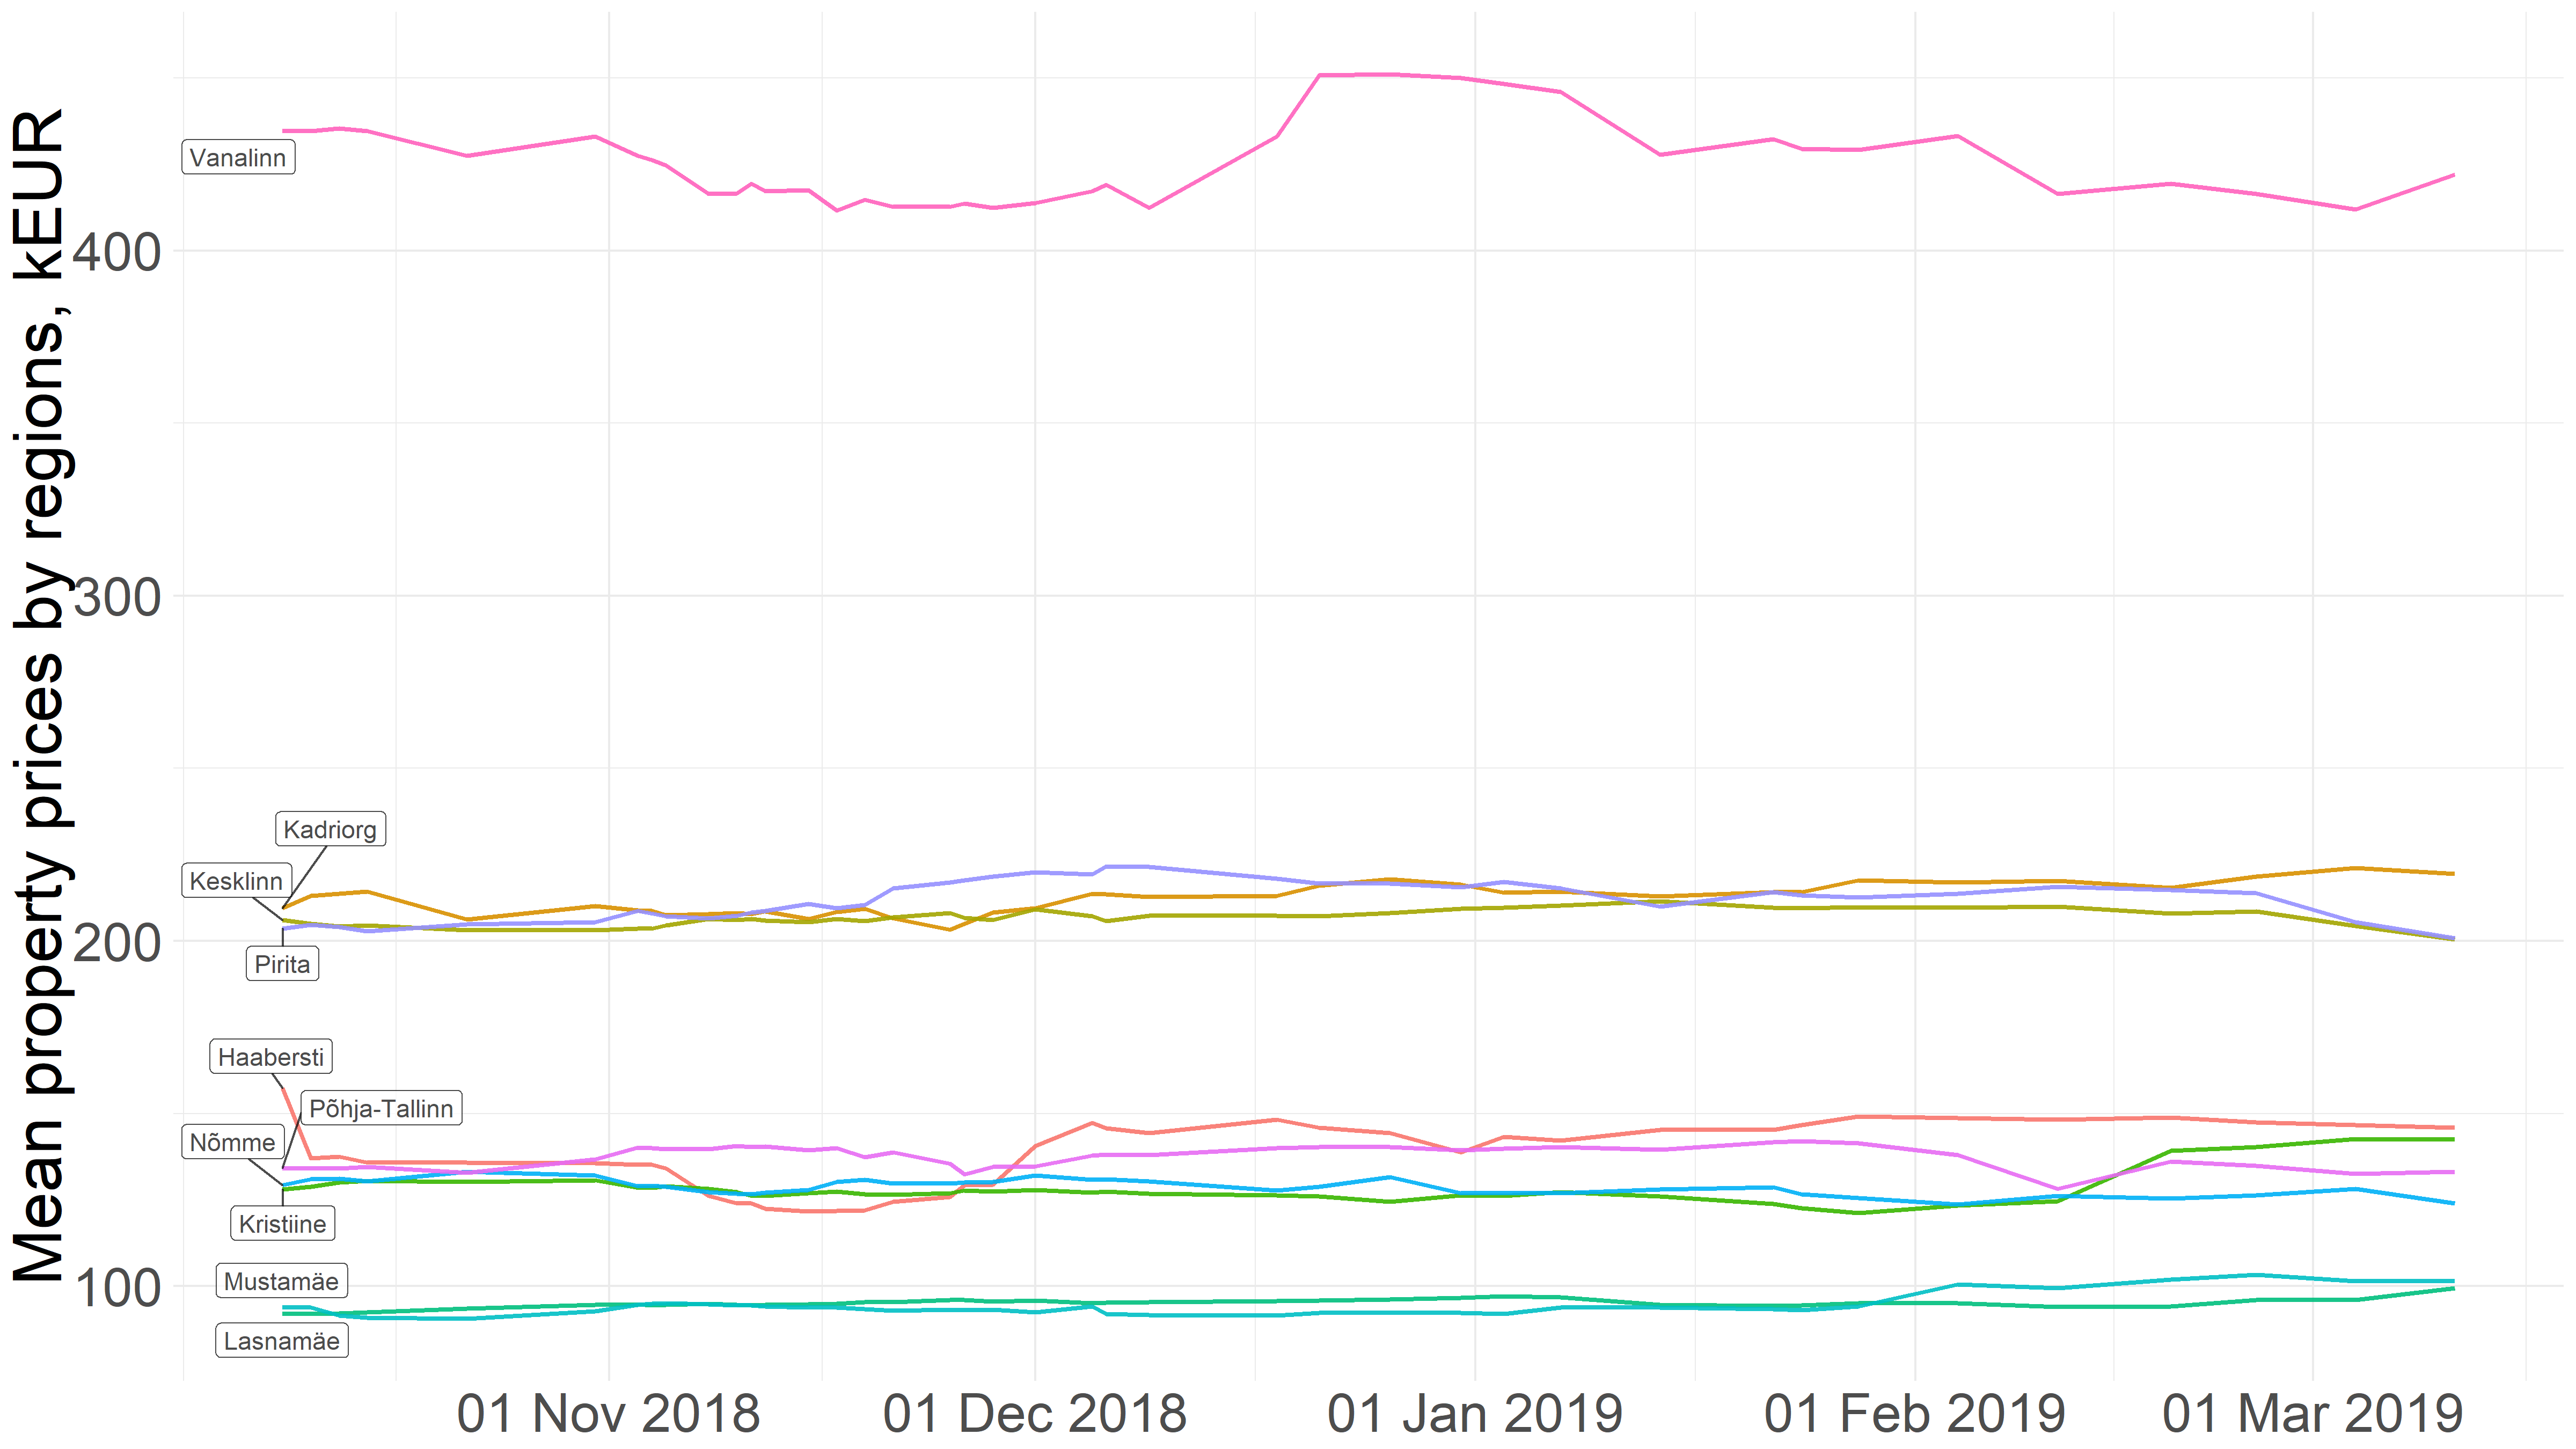 Mean property prices by regions, kEUR
400
300
200
100
Vanalinn
Kadriorg
Kesklinn
Pirita
Haabersti
Põhja-Tallinn
Nõmme
Kristiine
Mustamäe
Lasnamäe
01 Nov 2018
01 Dec 2018
01 Jan 2019
01 Feb 2019
01 Mar 2019